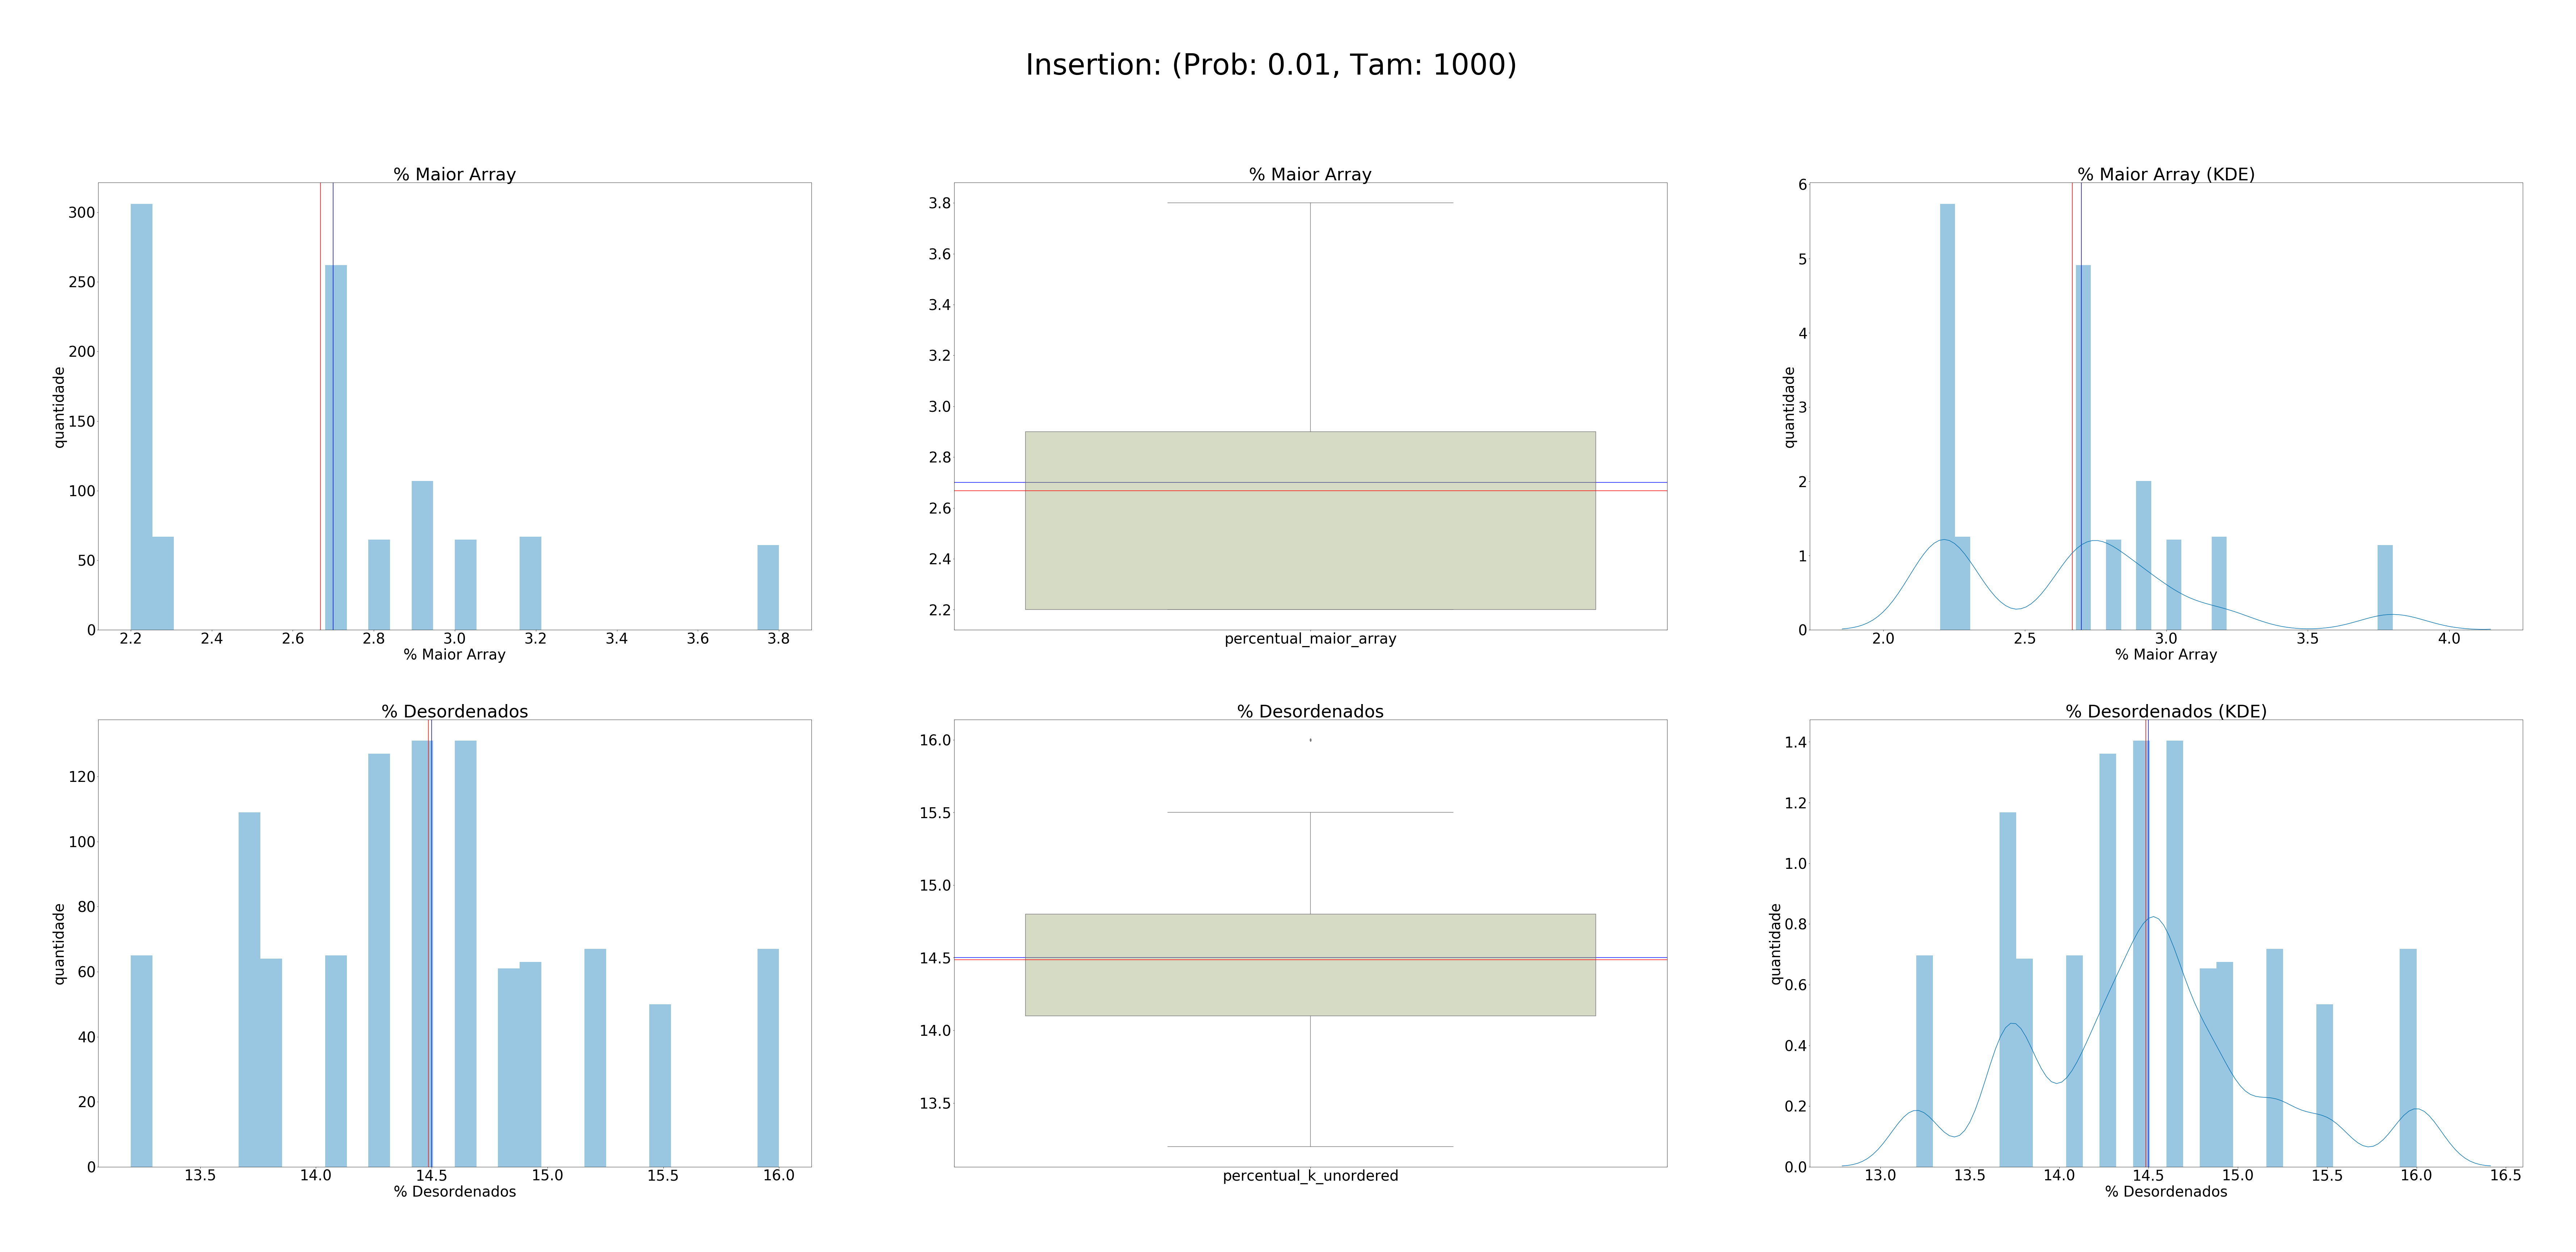 Insertion: (Prob: 0.01, Tam: 1000)
% Maior Array
quantidade
300
250
200
150
100
50
0
2.2 2.4 2.6 2.8 3.0 3.2 3.4 3.6 3.8
% Maior Array
% Maior Array
3.8
3.6
3.4
3.2
3.0
2.8
2.6
2.4
2.2
percentual_maior_array
% Maior Array (KDE)
quantidade
6
5
4
3
2
1
0
2.0 2.5 3.0 3.5 4.0
% Maior Array
% Desordenados
quantidade
120
100
80
60
40
20
0
13.5 14.0 14.5 15.0 15.5 16.0
% Desordenados
% Desordenados
16.0
15.5
15.0
14.5
14.0
13.5
percentual_k_unordered
% Desordenados (KDE)
quantidade
1.4
1.2
1.0
0.8
0.6
0.4
0.2
0.0
13.0 13.5 14.0 14.5 15.0 15.5 16.0 16.5
% Desordenados